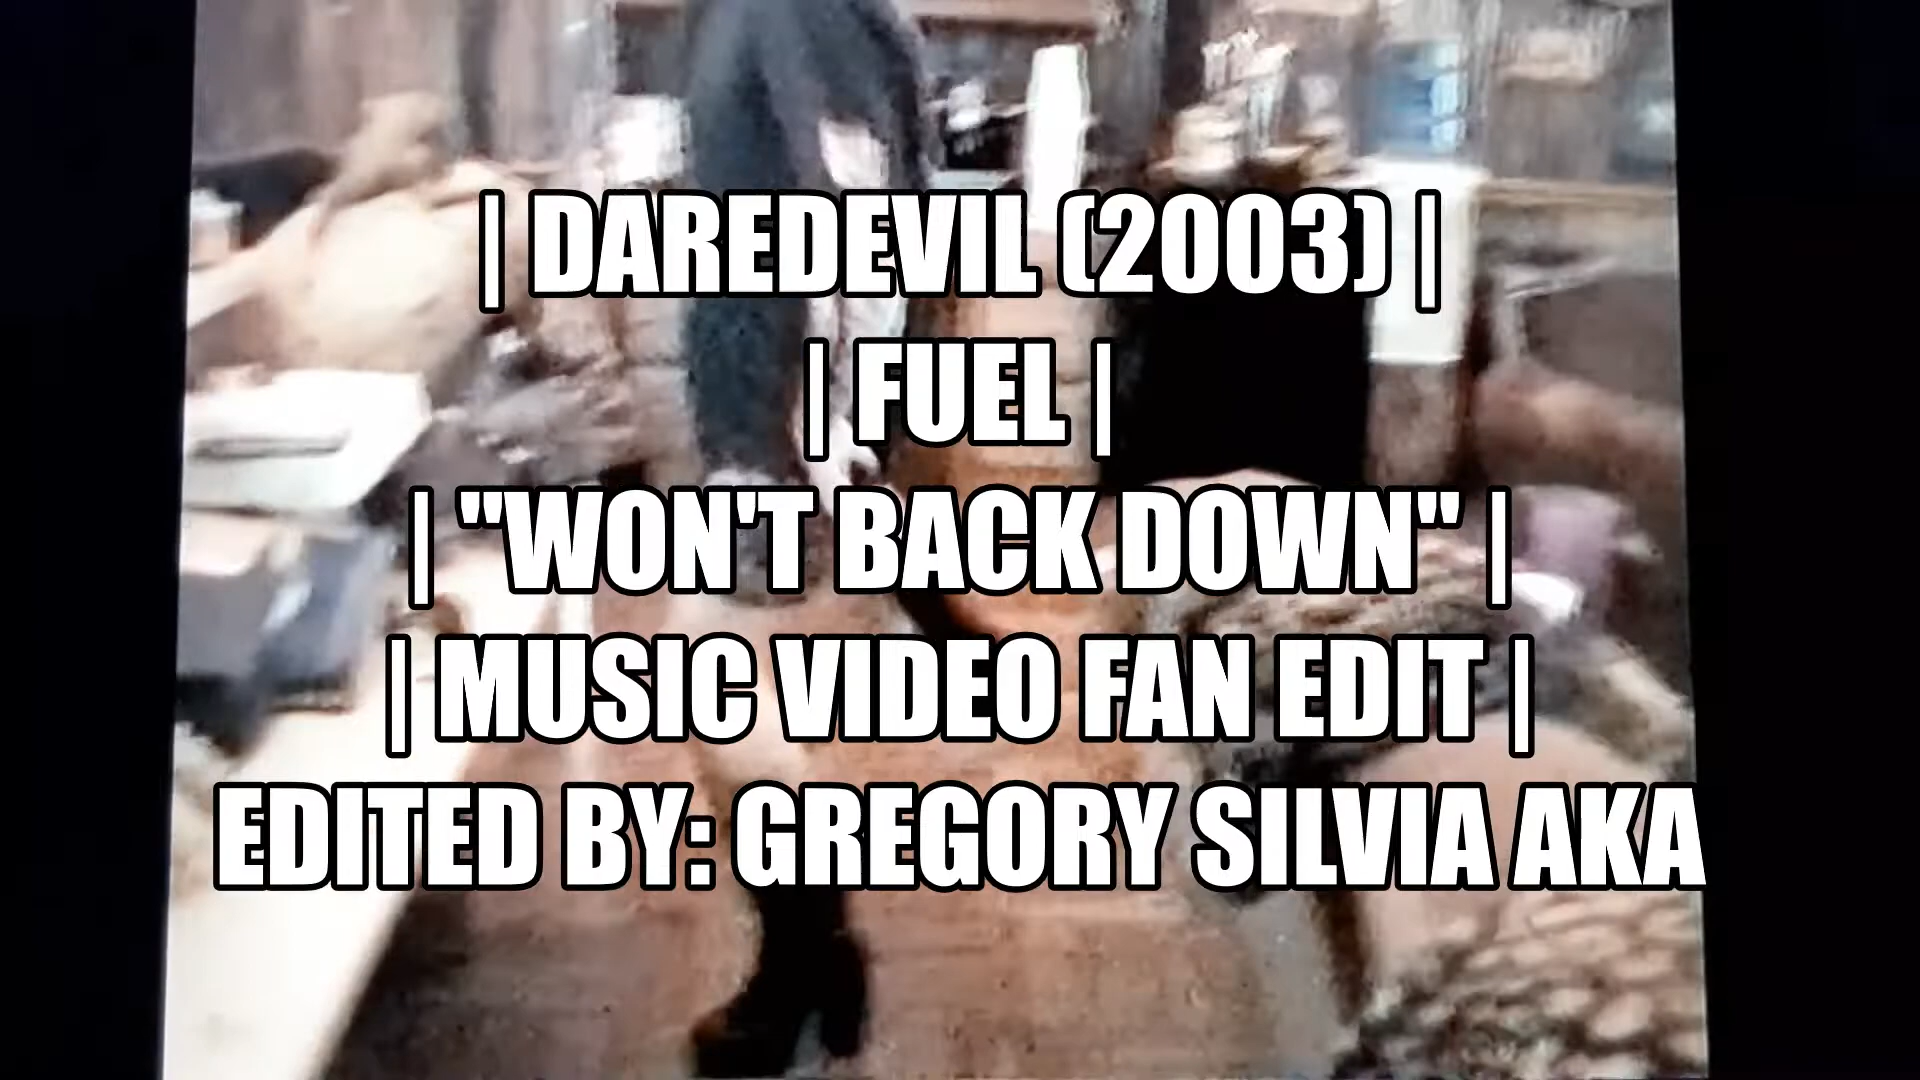 | DAREDEVIL (2003) |
| FUEL |
| "WON'T BACK DOWN" |
| MUSIC VIDEO FAN EDIT |
EDITED BY: GREGORY SILVIA AKA